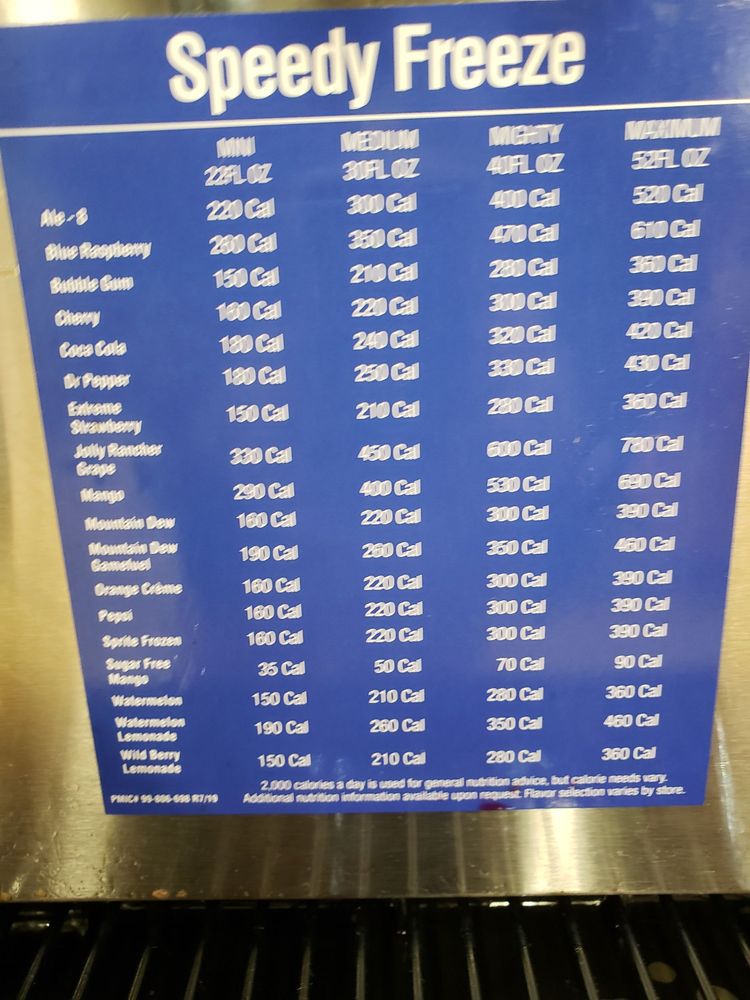 Speedy Freeze
MINI MEDIUM MIGHTY MAXIMUM
22FL OZ 30FL OZ 40FL OZ 52FL OZ
Ale-8 220 Cal 300 Cal 400 Cal 520 Cal
Blue Raspberry 260 Cal 350 Cal 470 Cal 610 Cal
Bubble Gum 150 Cal 210 Cal 280 Cal 360 Cal
Cherry 160 Cal 220 Cal 300 Cal 390 Cal
Coca Cola 180 Cal 240 Cal 320 Cal 420 Cal
Dr Pepper 180 Cal 250 Cal 330 Cal 430 Cal
Extreme
Strawberry 150 Cal 210 Cal 280 Cal 360 Cal
Jolly Rancher
Grape 330 Cal 450 Cal 600 Cal 780 Cal
Mango 290 Cal 400 Cal 530 Cal 690 Cal
Mountain Dew 160 Cal 220 Cal 300 Cal 390 Cal
Mountain Dew
Gamefuel 190 Cal 260 Cal 350 Cal 460 Cal
Orange Crème 160 Cal 220 Cal 300 Cal 390 Cal
Pepsi 160 Cal 220 Cal 300 Cal 390 Cal
Sprite Frozen 160 Cal 220 Cal 300 Cal 390 Cal
Sugar Free
Mango 35 Cal 50 Cal 70 Cal 90 Cal
Watermelon 150 Cal 210 Cal 280 Cal 360 Cal
Watermelon
Lemonade 190 Cal 260 Cal 350 Cal 460 Cal
Wild Berry
Lemonade 150 Cal 210 Cal 280 Cal 360 Cal
2,000 calories a day is used for general nutrition advice, but calorie needs vary.
PMIC# 99-806-698 R7/19 Additional nutrition information available upon request. Flavor selection varies by store.